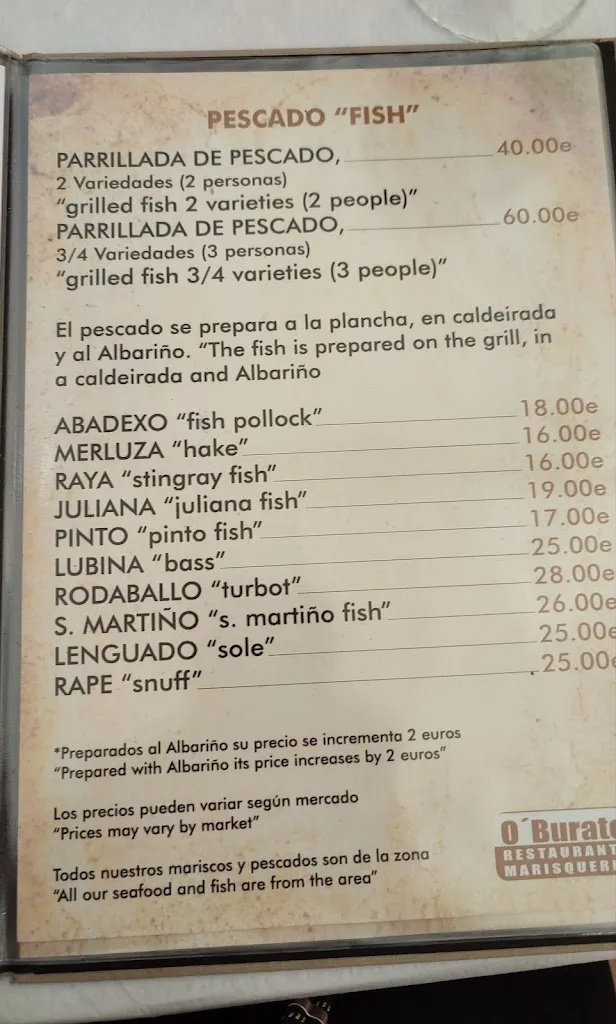 PESCADO "FISH"
PARRILLADA DE PESCADO, 40.00e
2 Variedades (2 personas)
"grilled fish 2 varieties (2 people)"
PARRILLADA DE PESCADO, 60.00e
3/4 Variedades (3 personas)
"grilled fish 3/4 varieties (3 people)"
El pescado se prepara a la plancha, en caldeirada
y al Albariño. "The fish is prepared on the grill, in
a caldeirada and Albariño
ABADEXO "fish pollock" 18.00e
MERLUZA "hake" 16.00e
RAYA "stingray fish" 16.00e
JULIANA "juliana fish" 19.00e
PINTO "pinto fish" 17.00e
LUBINA "bass" 25.00e
RODABALLO "turbot" 28.00e
S. MARTIÑO "s. martiño fish" 26.00e
LENGUADO "sole" 25.00e
RAPE "snuff" 25.00e
*Preparados al Albariño su precio se incrementa 2 euros
"Prepared with Albariño its price increases by 2 euros"
Los precios pueden variar según mercado
"Prices may vary by market"
Todos nuestros mariscos y pescados son de la zona
"All our seafood and fish are from the area"
O´Burato
RESTAURANT
MARISQUERI